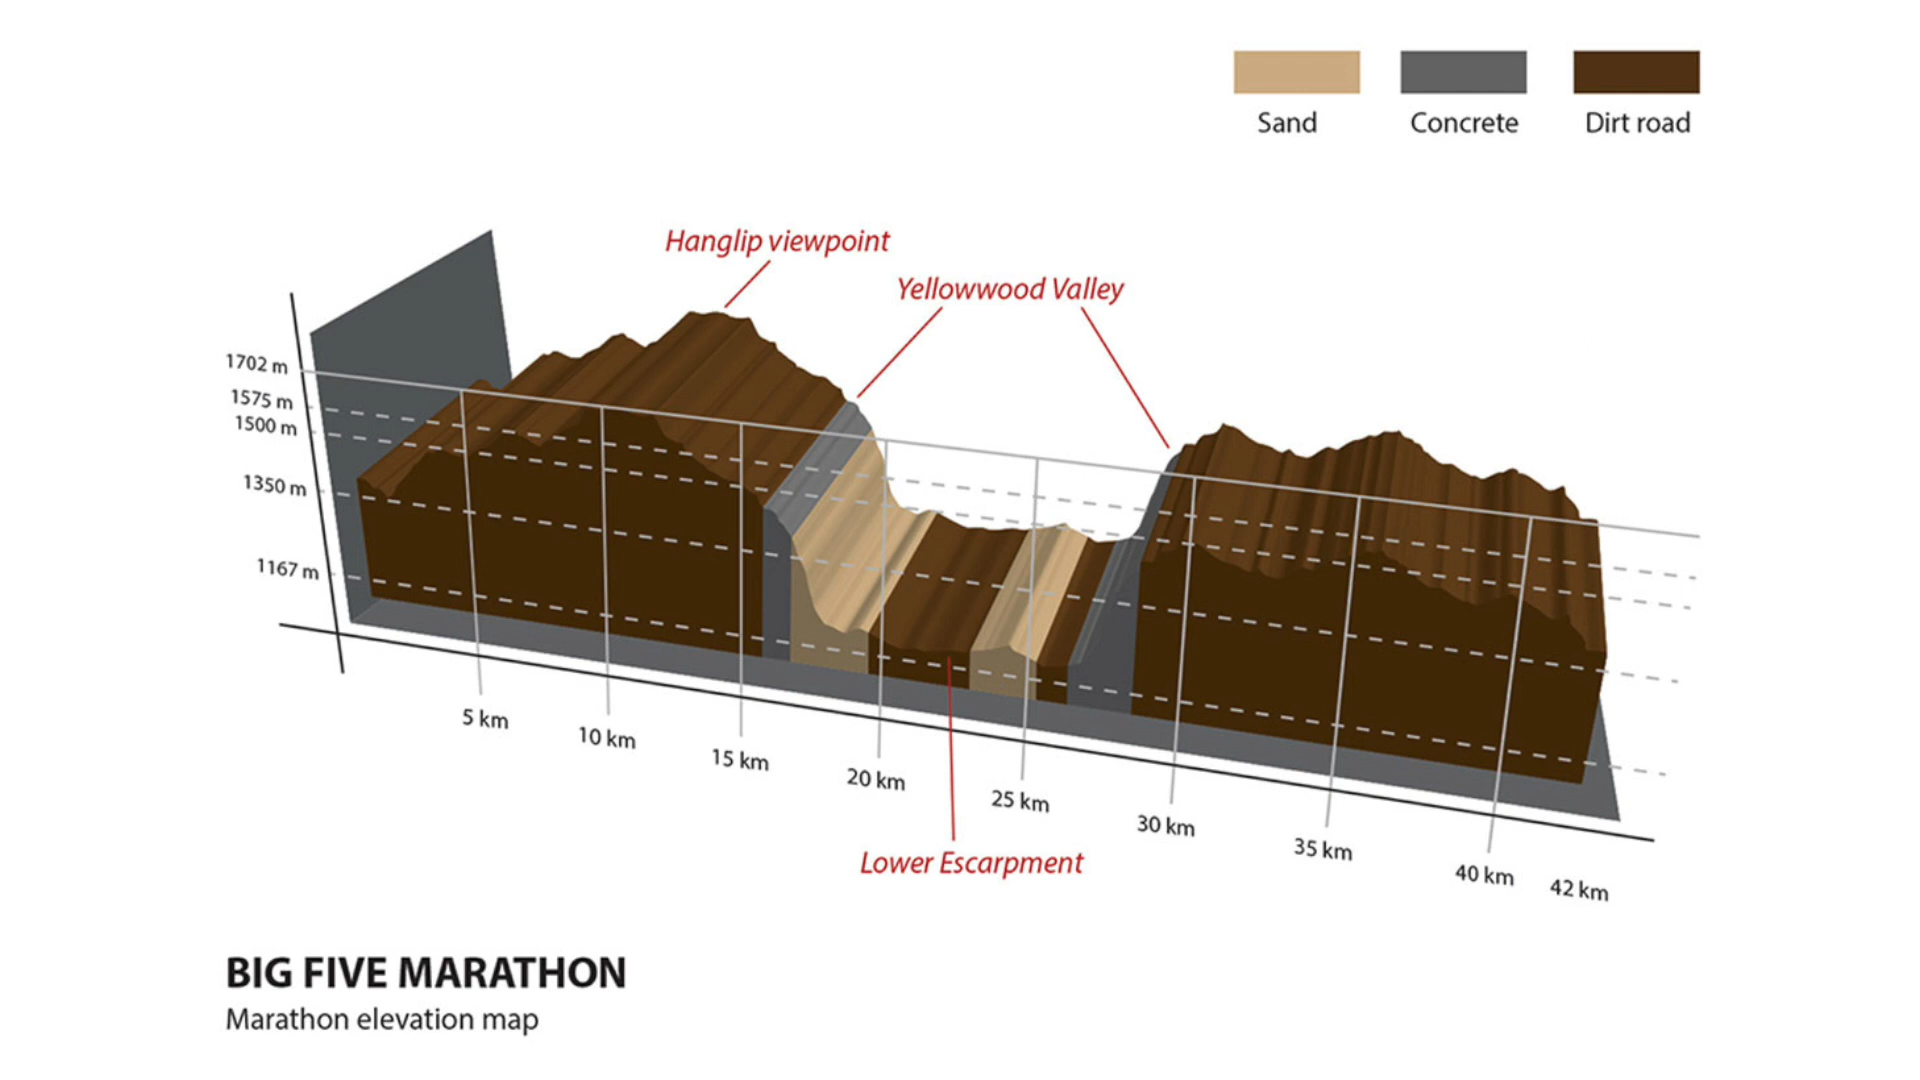 Sand
Concrete
Dirt road
Hanglip viewpoint
Yellowwood Valley
1702 m
1575 m
1500 m
1350 m
1167 m
5 km
10 km
15 km
20 km
25 km
30 km
35 km
40 km
42 km
Lower Escarpment
BIG FIVE MARATHON
Marathon elevation map